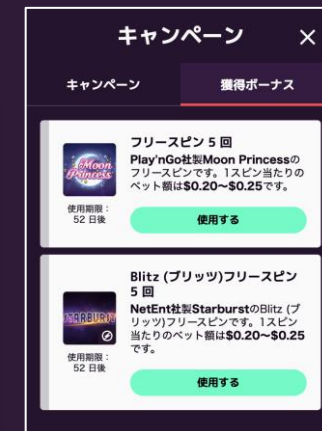 キャンペーン ×
キャンペーン
獲得ボーナス
Moon
Princess
フリースピン 5 回
Play'nGo社製Moon Princessの
フリースピンです。1スピン当たりの
ベット額は$0.20〜$0.25です。
使用期限：
52 日後
使用する
STARBURST
Blitz (ブリッツ)フリースピン
5 回
NetEnt社製StarburstのBlitz (ブ
リッツ)フリースピンです。1スピン
当たりのベット額は$0.20〜$0.25
です。
使用期限：
52 日後
使用する